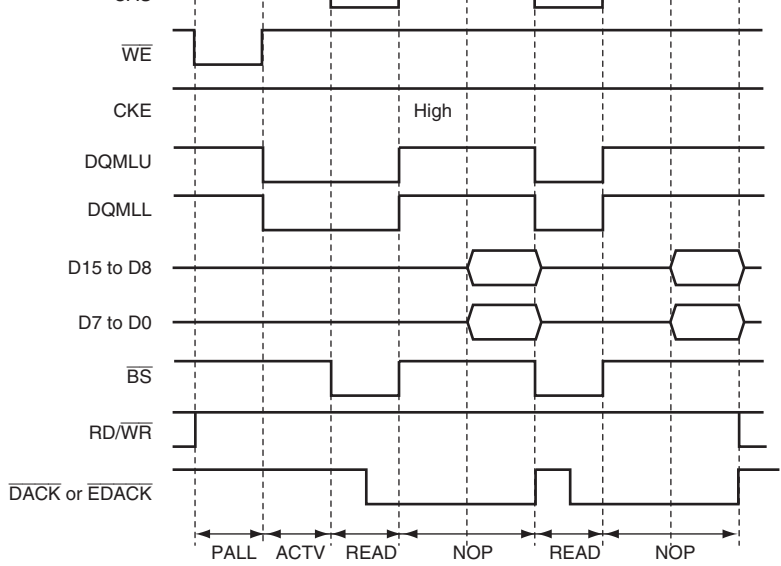 WE
CKE
High
DQMLU
DQMLL
D15 to D8
D7 to D0
BS
RD/WR
DACK or EDACK
PALL ACTV READ NOP READ NOP